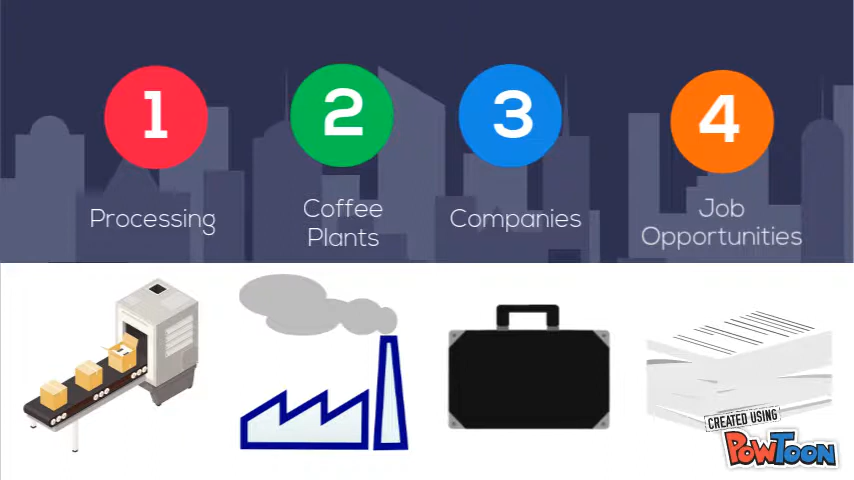 1
2
3
4
Processing
Coffee
Plants
Companies
Job
Opportunities
CREATED USING
POWTOON